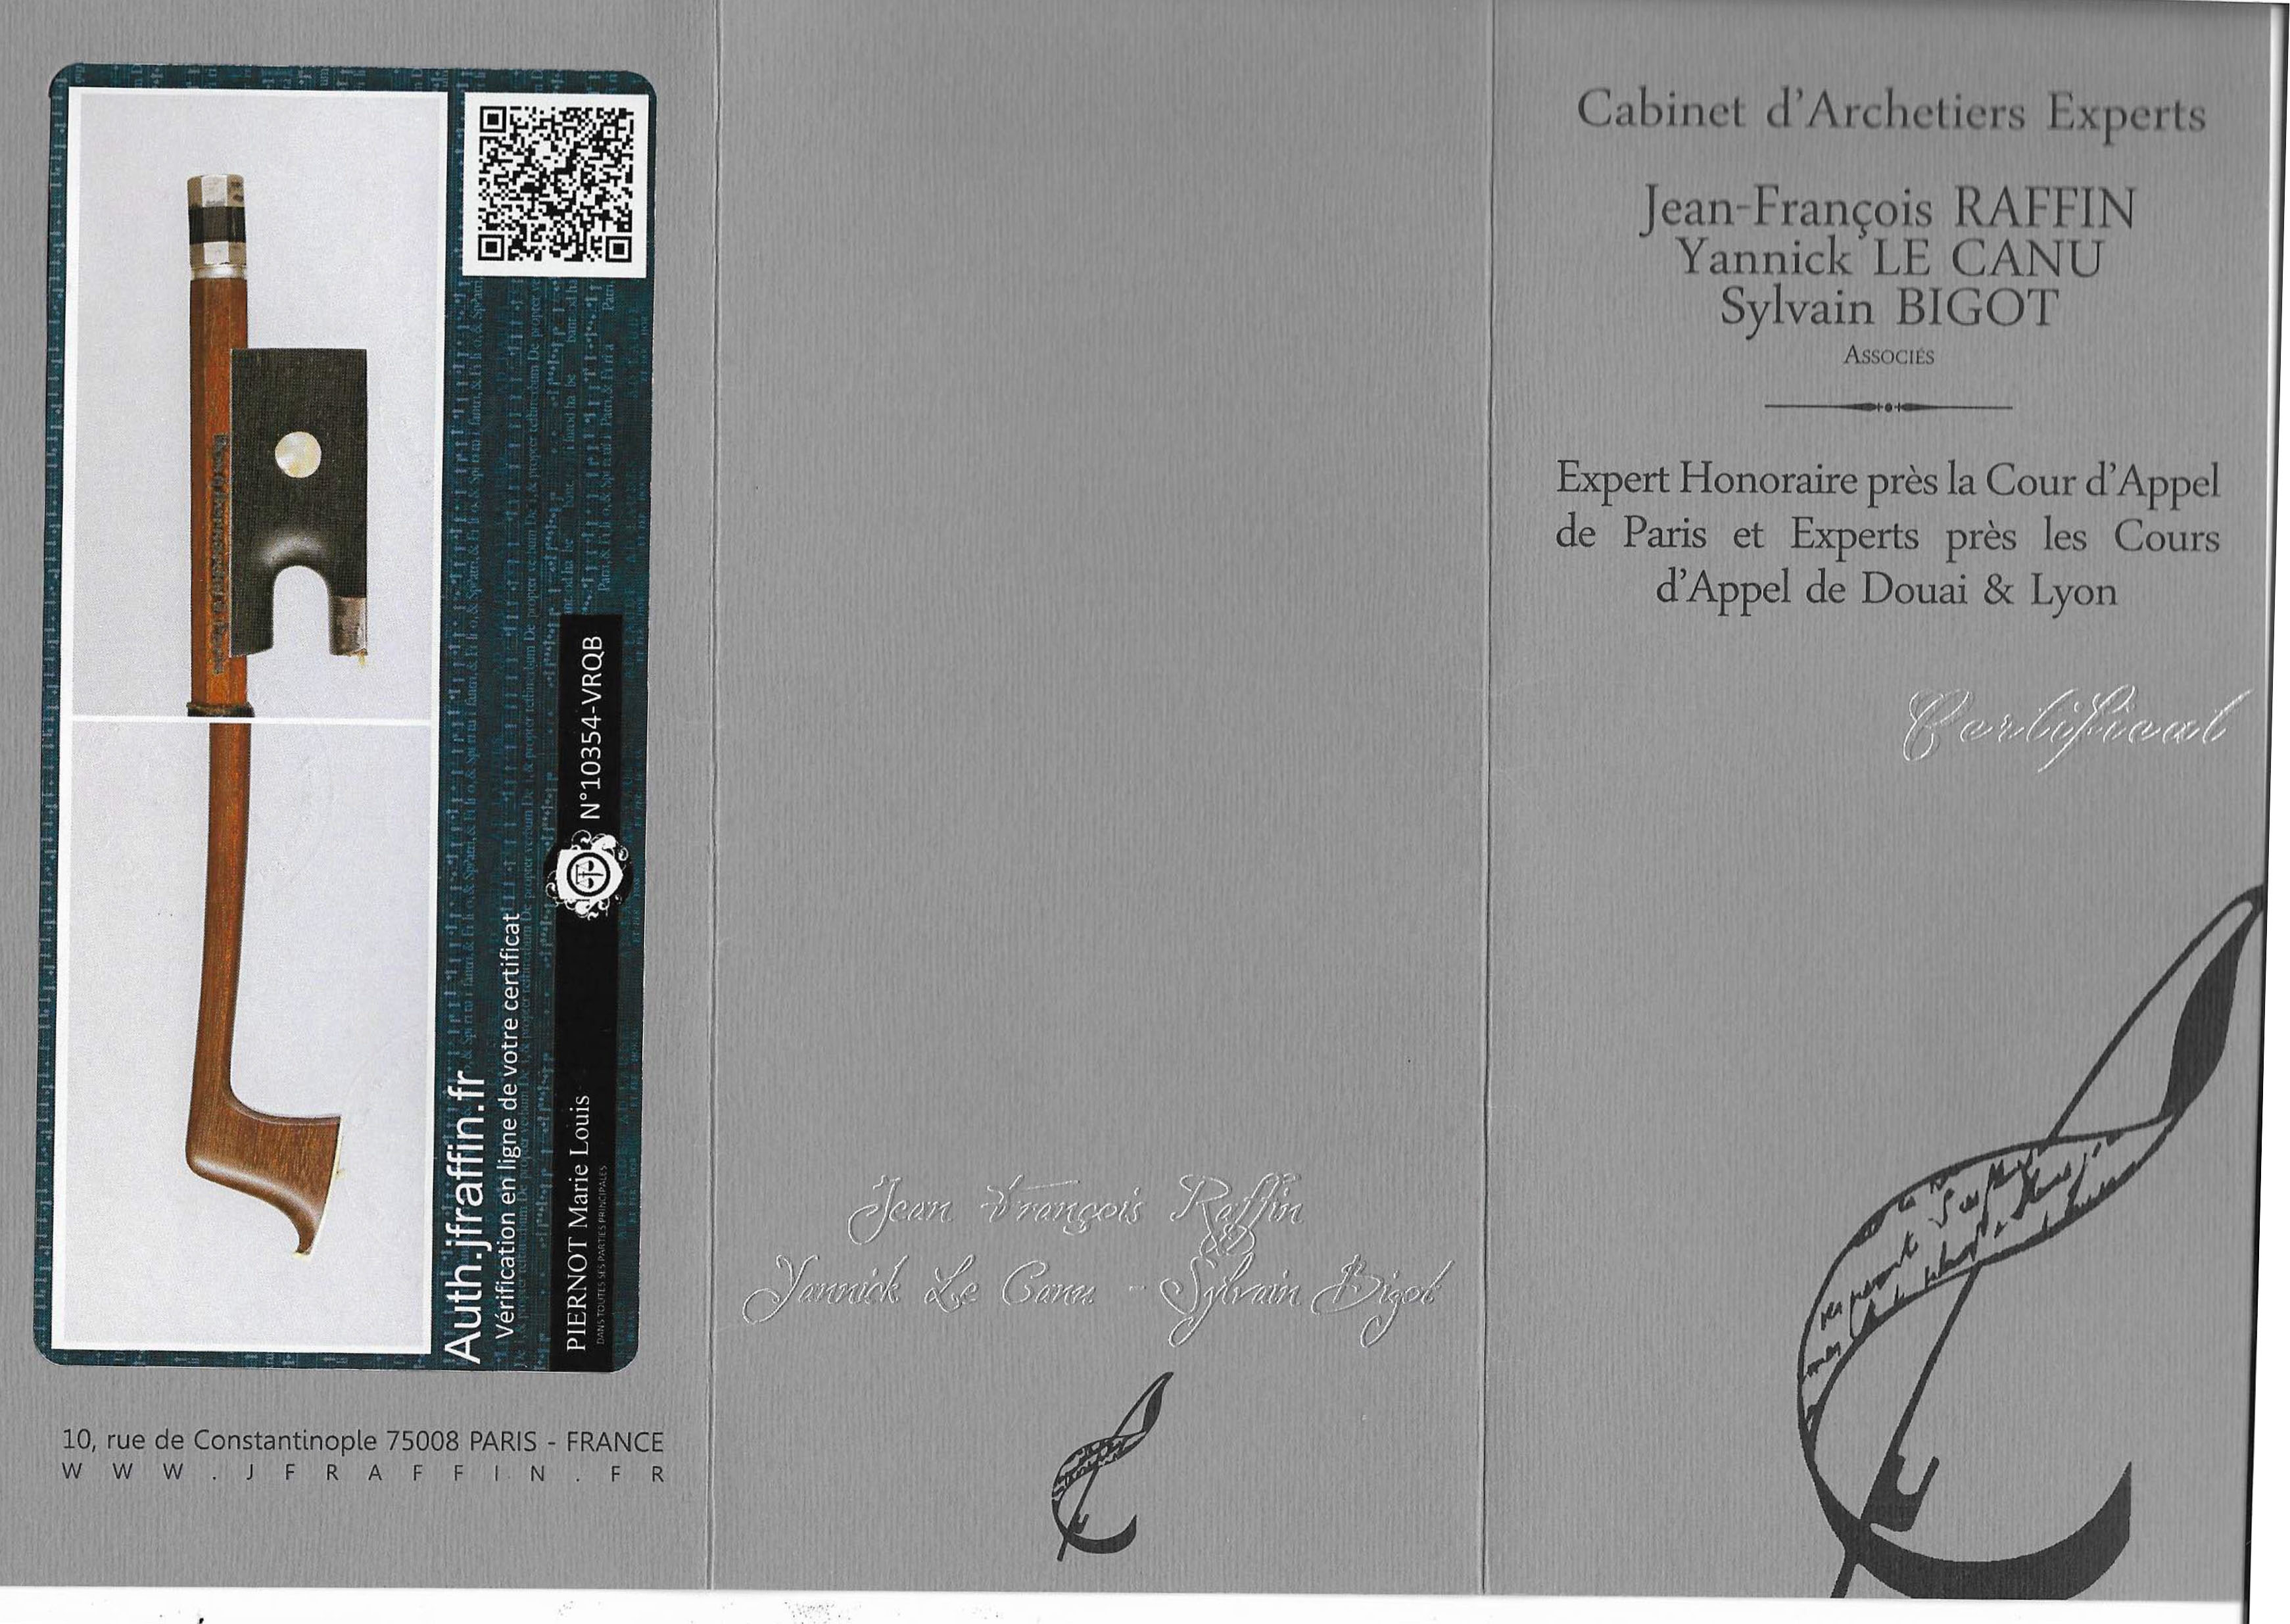 Auth.jfraffin.fr
Vérification en ligne de votre certificat
PIERNOT Marie Louis
DANS TOUTES SES PARTIES PRINCIPALES
N°10354-VRQB
10, rue de Constantinople 75008 PARIS - FRANCE
WWW.JFRAFFIN.FR
Jean François Raffin
&
Yannick Le Canu - Sylvain Bigot
Cabinet d'Archetiers Experts
Jean-François RAFFIN
Yannick LE CANU
Sylvain BIGOT
ASSOCIÉS
Expert Honoraire près la Cour d'Appel
de Paris et Experts près les Cours
d'Appel de Douai & Lyon
Certificat